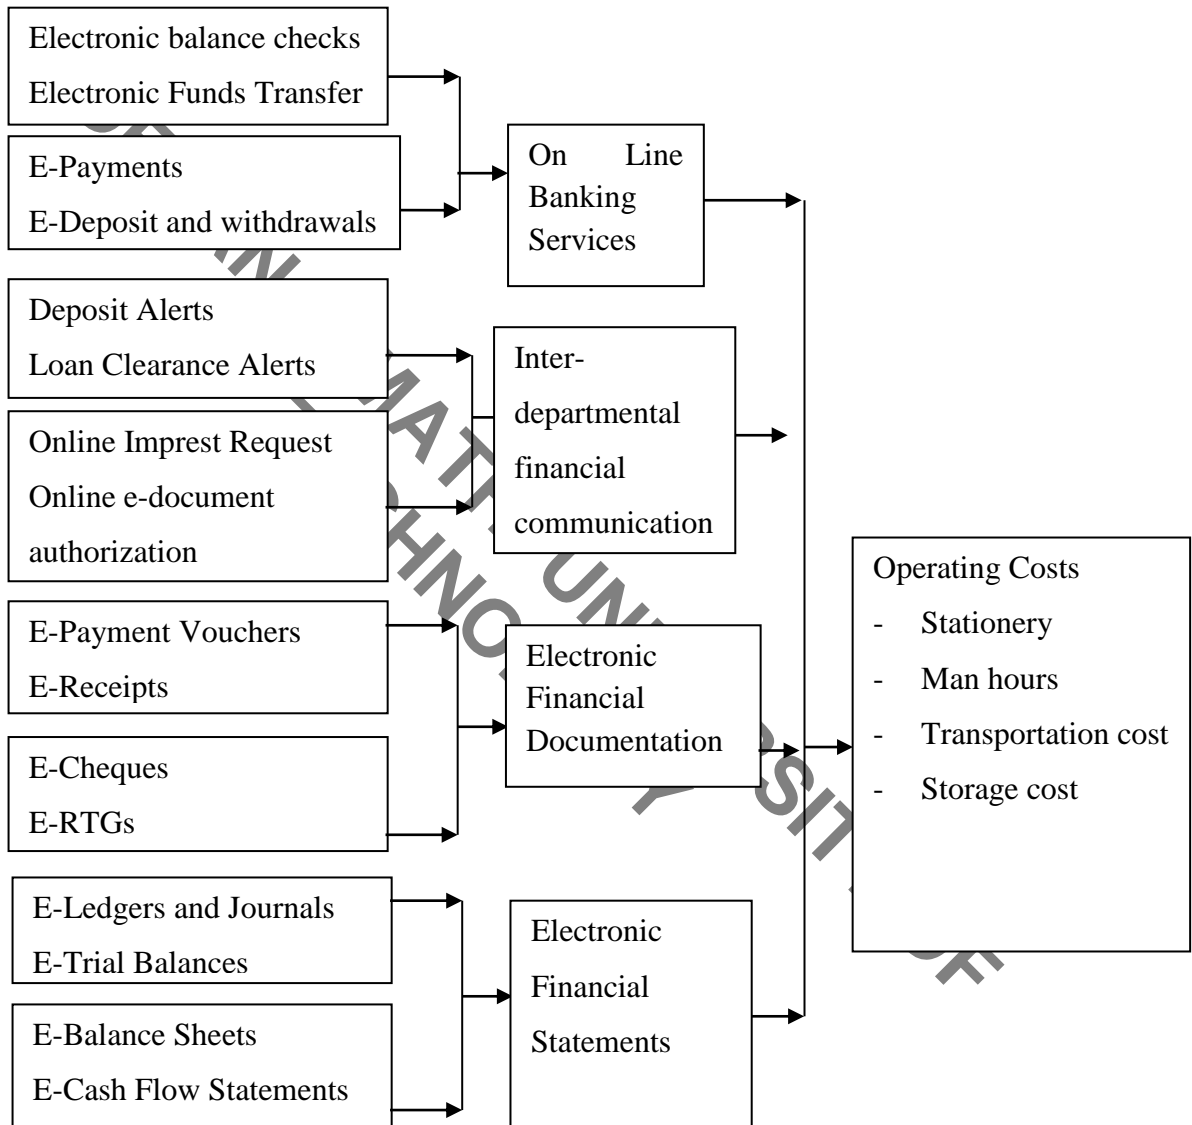 Electronic balance checks
Electronic Funds Transfer
E-Payments
E-Deposit and withdrawals
On Line
Banking
Services
Deposit Alerts
Loan Clearance Alerts
Online Imprest Request
Online e-document
authorization
Inter-
departmental
financial
communication
E-Payment Vouchers
E-Receipts
E-Cheques
E-RTGs
Electronic
Financial
Documentation
E-Ledgers and Journals
E-Trial Balances
E-Balance Sheets
E-Cash Flow Statements
Electronic
Financial
Statements
Operating Costs
- Stationery
- Man hours
- Transportation cost
- Storage cost
OF